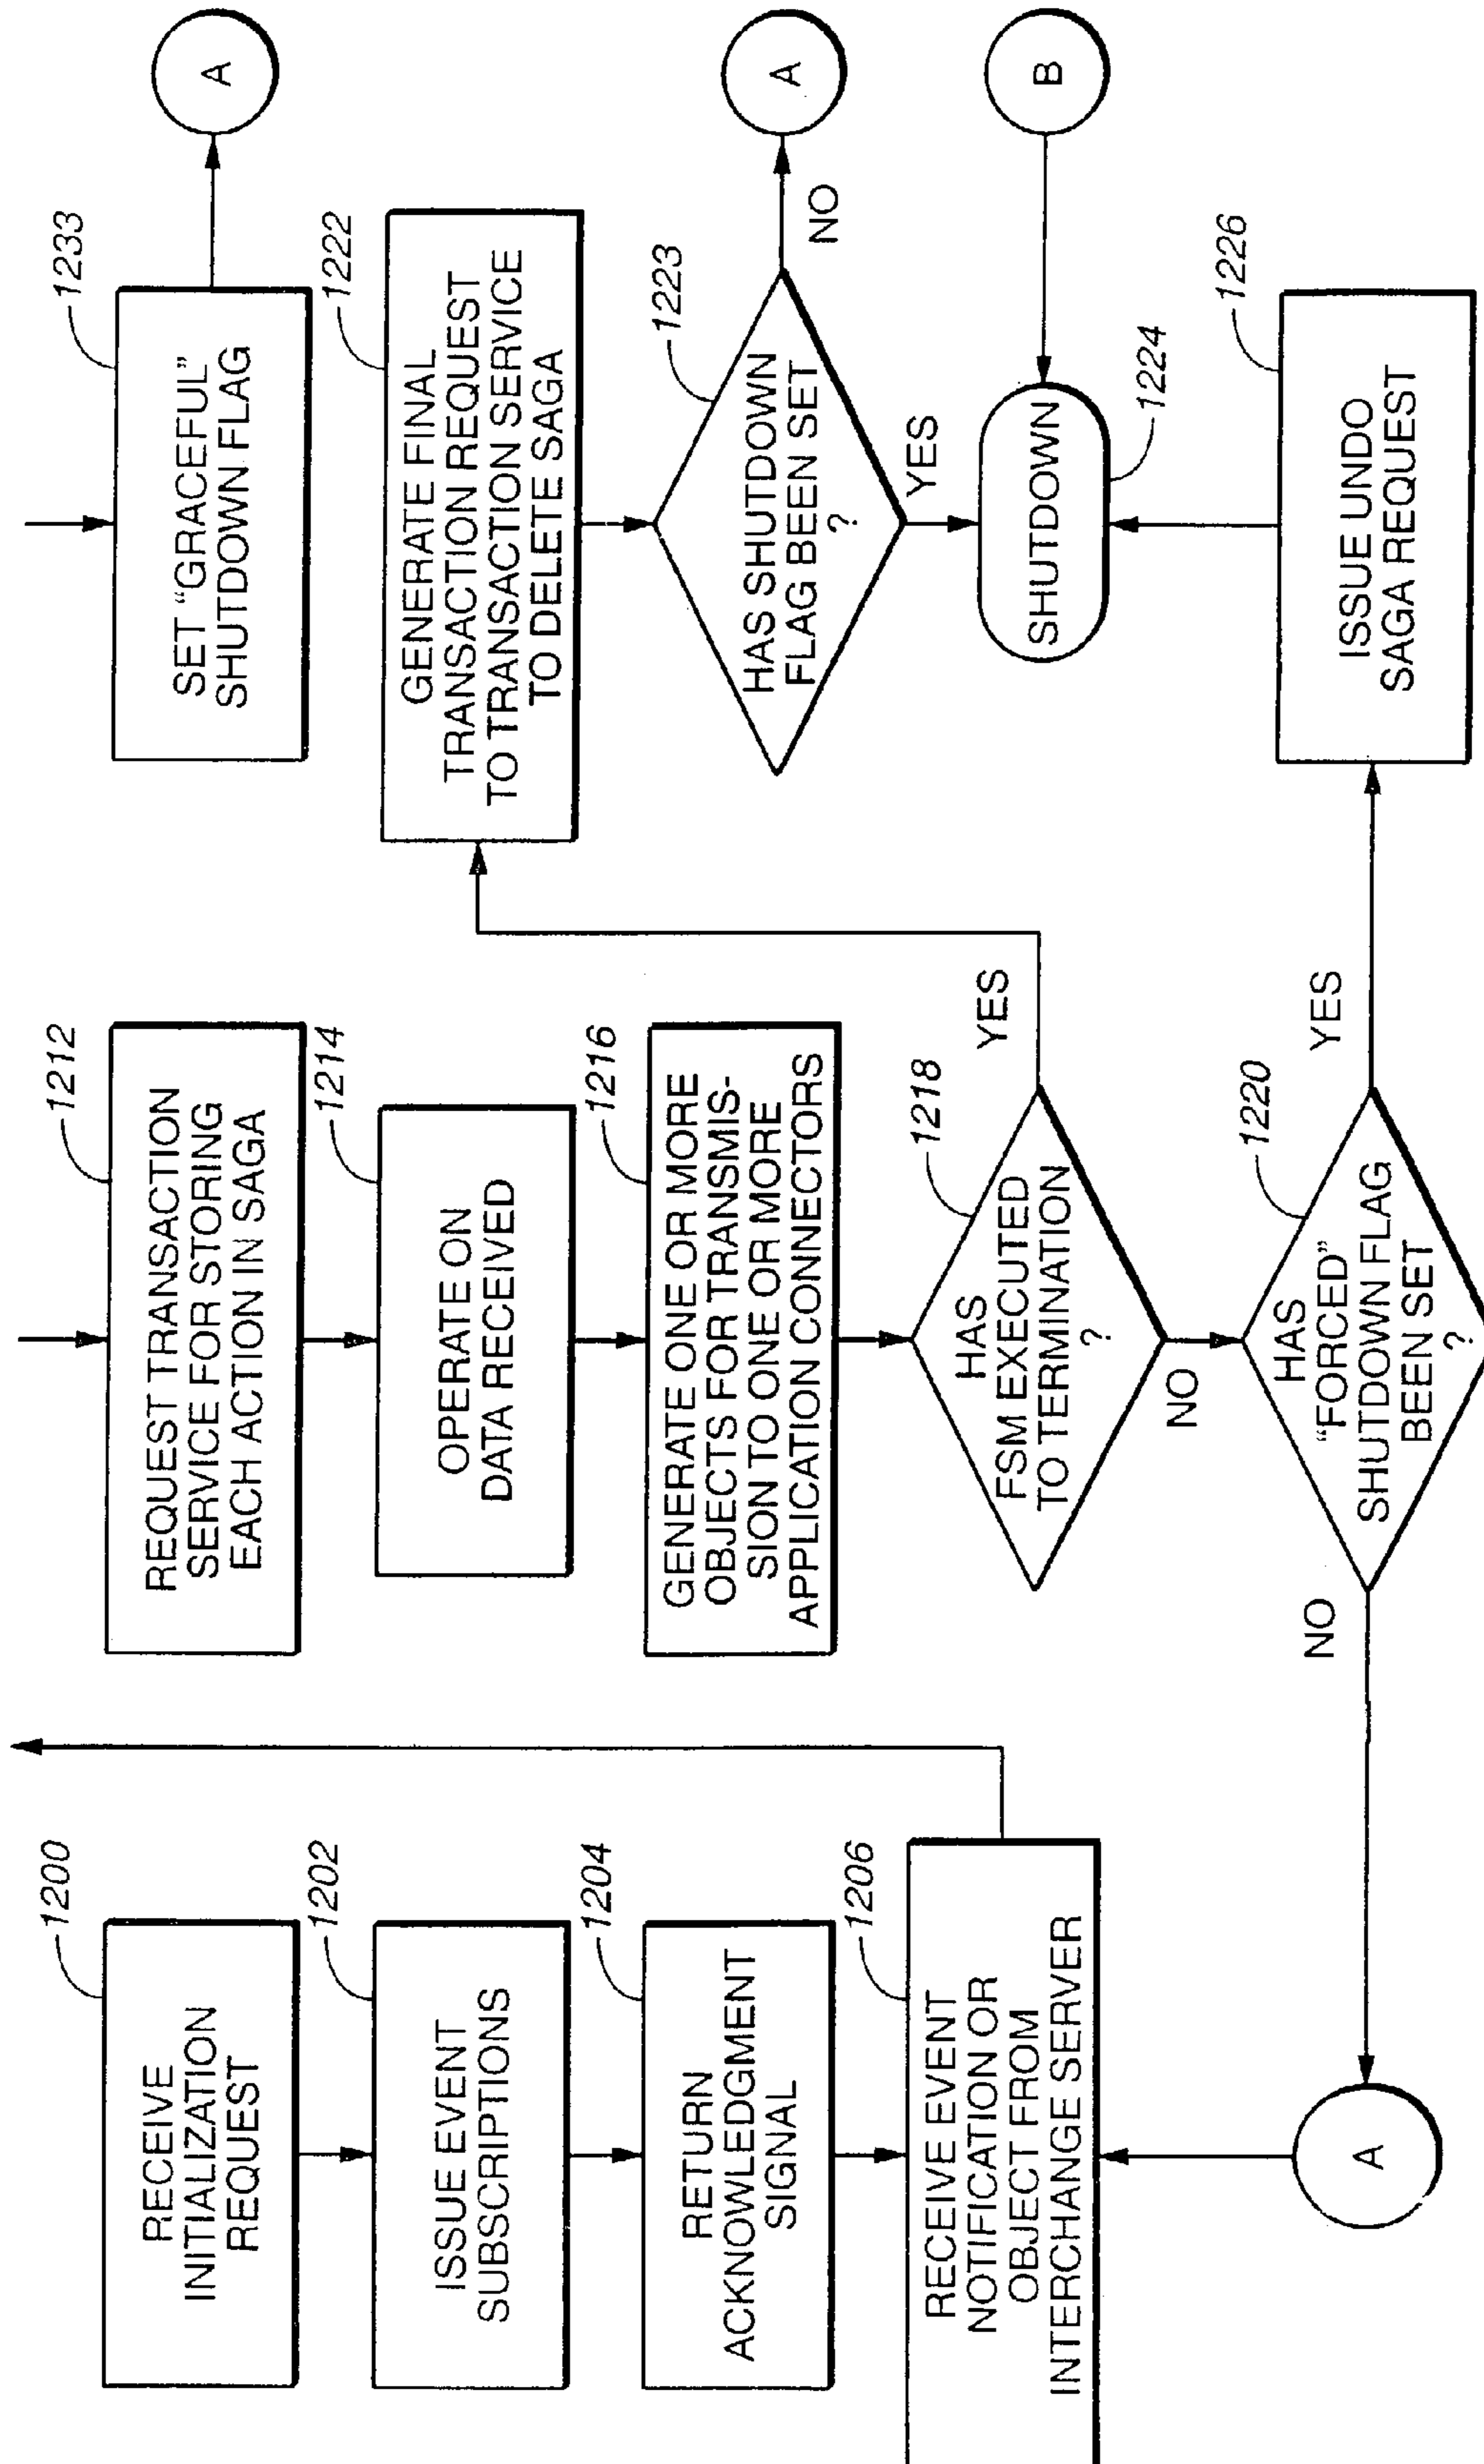 1200
RECEIVE
INITIALIZATION
REQUEST
1202
ISSUE EVENT
SUBSCRIPTIONS
1204
RETURN
ACKNOWLEDGMENT
SIGNAL
1206
RECEIVE EVENT
NOTIFICATION OR
OBJECT FROM
INTERCHANGE SERVER
A
1212
REQUEST TRANSACTION
SERVICE FOR STORING
EACH ACTION IN SAGA
1214
OPERATE ON
DATA RECEIVED
1216
GENERATE ONE OR MORE
OBJECTS FOR TRANSMIS-
SION TO ONE OR MORE
APPLICATION CONNECTORS
1218
HAS
FSM EXECUTED
TO TERMINATION
?
YES
NO
1220
HAS
"FORCED"
SHUTDOWN FLAG
BEEN SET
?
NO
YES
1233
SET "GRACEFUL"
SHUTDOWN FLAG
A
1222
GENERATE FINAL
TRANSACTION REQUEST
TO TRANSACTION SERVICE
TO DELETE SAGA
1223
HAS SHUTDOWN
FLAG BEEN SET
?
NO
A
YES
SHUTDOWN
1224
B
1226
ISSUE UNDO
SAGA REQUEST